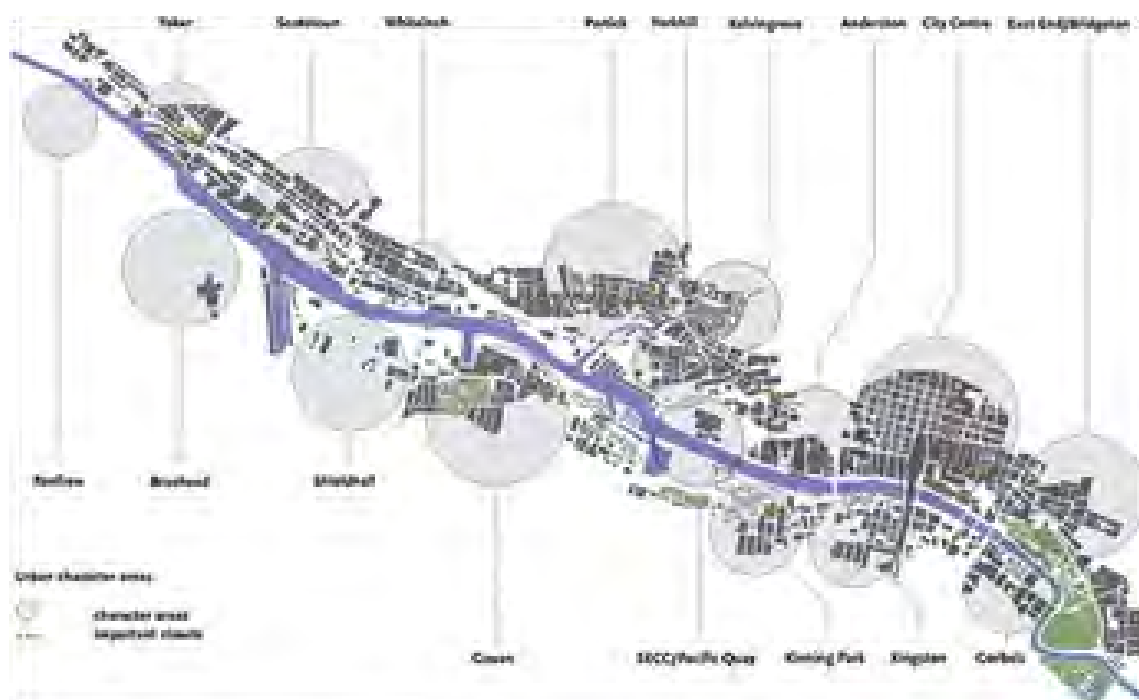 Yoker
Scotstoun
Whiteinch
Partick
Yorkhill
Kelvingrove
Anderston
City Centre
East End/Bridgeton
Renfrew
Braehead
Shieldhall
Urban character areas
character areas
important streets
Govan
SECC/Pacific Quay
Kinning Park
Kingston
Gorbals